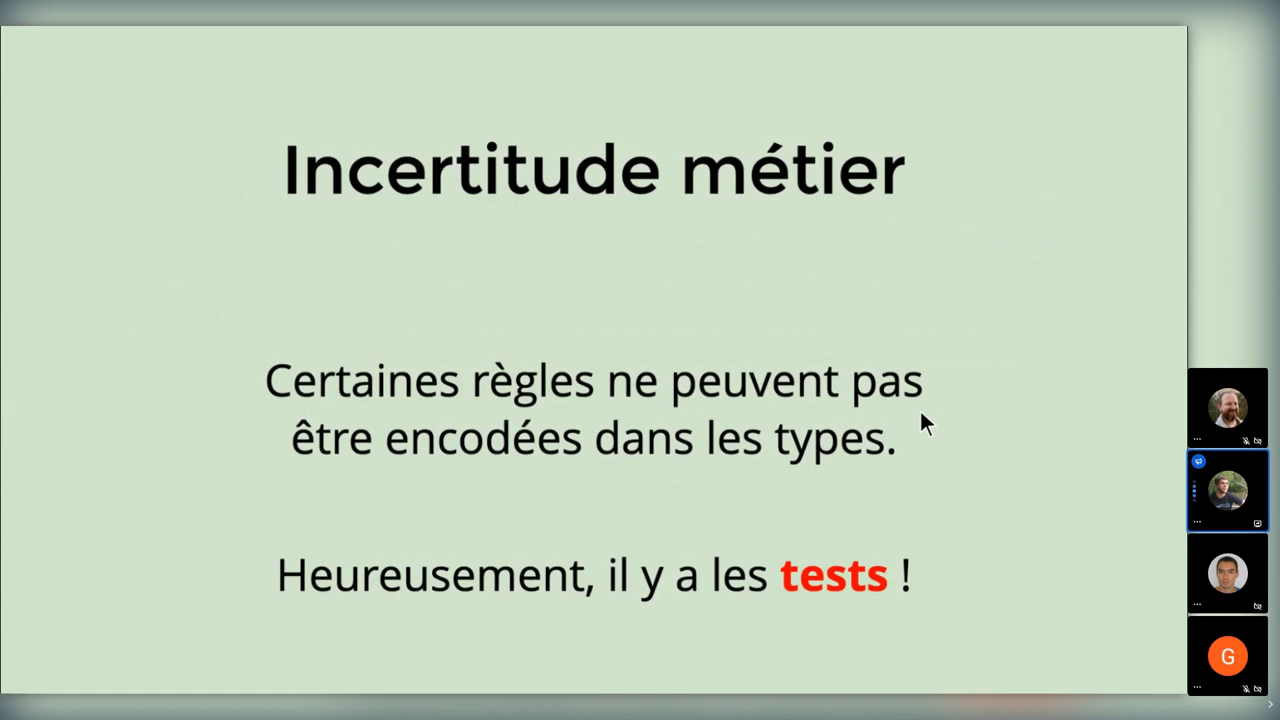 Incertitude métier
Certaines règles ne peuvent pas
être encodées dans les types.
Heureusement, il y a les tests !
G